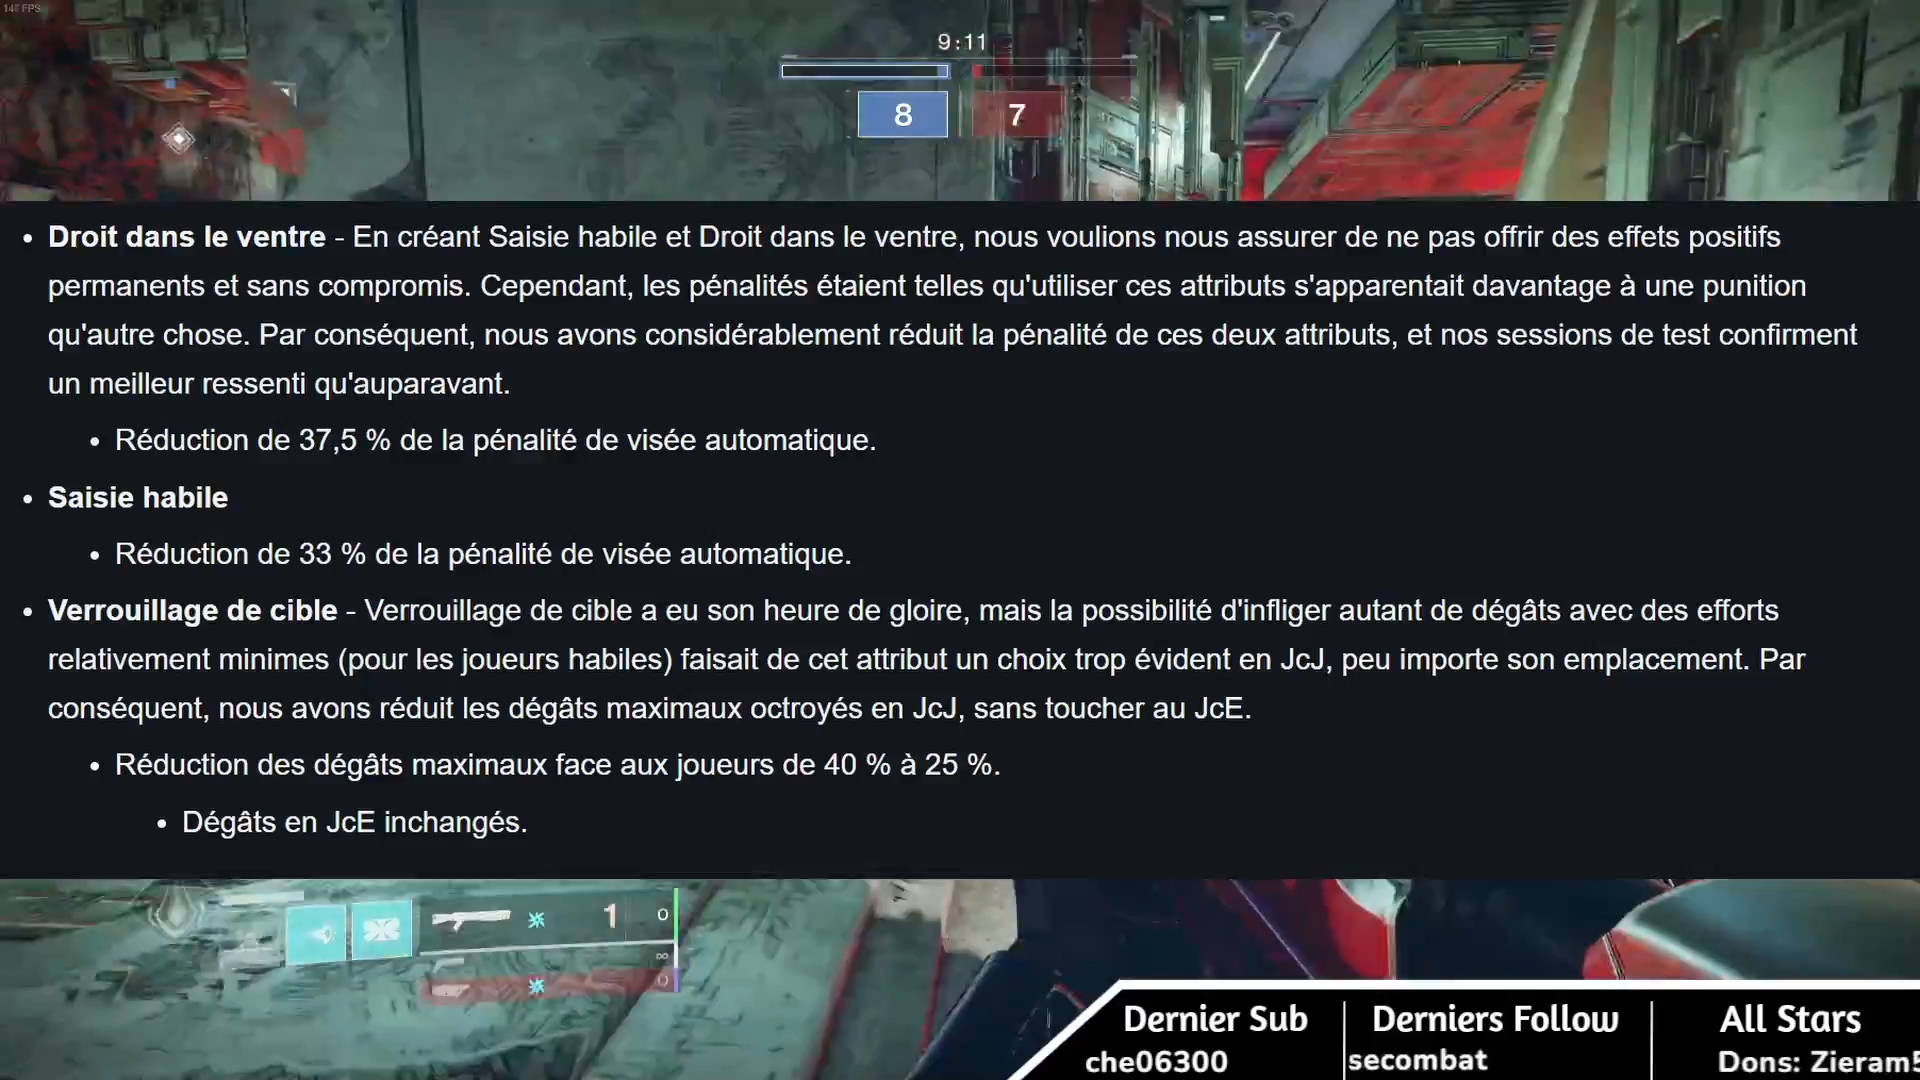 141 FPS
9:11
8 7
• Droit dans le ventre - En créant Saisie habile et Droit dans le ventre, nous voulions nous assurer de ne pas offrir des effets positifs
permanents et sans compromis. Cependant, les pénalités étaient telles qu'utiliser ces attributs s'apparentait davantage à une punition
qu'autre chose. Par conséquent, nous avons considérablement réduit la pénalité de ces deux attributs, et nos sessions de test confirment
un meilleur ressenti qu'auparavant.
• Réduction de 37,5 % de la pénalité de visée automatique.
• Saisie habile
• Réduction de 33 % de la pénalité de visée automatique.
• Verrouillage de cible - Verrouillage de cible a eu son heure de gloire, mais la possibilité d'infliger autant de dégâts avec des efforts
relativement minimes (pour les joueurs habiles) faisait de cet attribut un choix trop évident en JcJ, peu importe son emplacement. Par
conséquent, nous avons réduit les dégâts maximaux octroyés en JcJ, sans toucher au JcE.
• Réduction des dégâts maximaux face aux joueurs de 40 % à 25 %.
• Dégâts en JcE inchangés.
1 0
∞
0
Dernier Sub Derniers Follow All Stars
che06300 secombat Dons: Zieram5